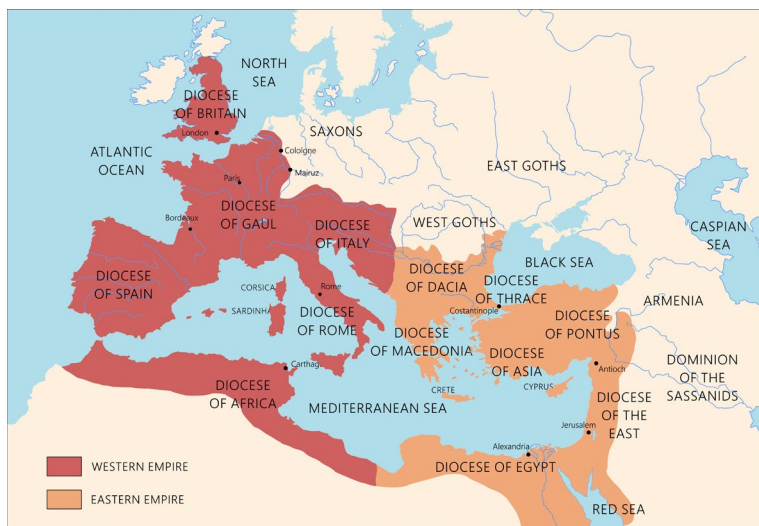 NORTH
SEA
DIOCESE
OF BRITAIN
London
SAXONS
Coloigne
ATLANTIC
OCEAN
Mairuz
EAST GOTHS
Paris
DIOCESE
OF GAUL
Bordeaux
DIOCESE
OF ITALY
WEST GOTHS
CASPIAN
SEA
DIOCESE
OF SPAIN
DIOCESE
OF DACIA
BLACK SEA
DIOCESE
OF THRACE
CORSICA
Rome
SARDINHA
Costantinople
ARMENIA
DIOCESE
OF ROME
DIOCESE
OF PONTUS
DIOCESE
OF MACEDONIA
DIOCESE
OF ASIA
Carthag
Antioch
DOMINION
OF THE
SASSANIDS
DIOCESE
OF AFRICA
CRETE
CYPRUS
DIOCESE
OF THE
EAST
MEDITERRANEAN SEA
Jerusalem
Alexandria
DIOCESE OF EGYPT
WESTERN EMPIRE
EASTERN EMPIRE
RED SEA